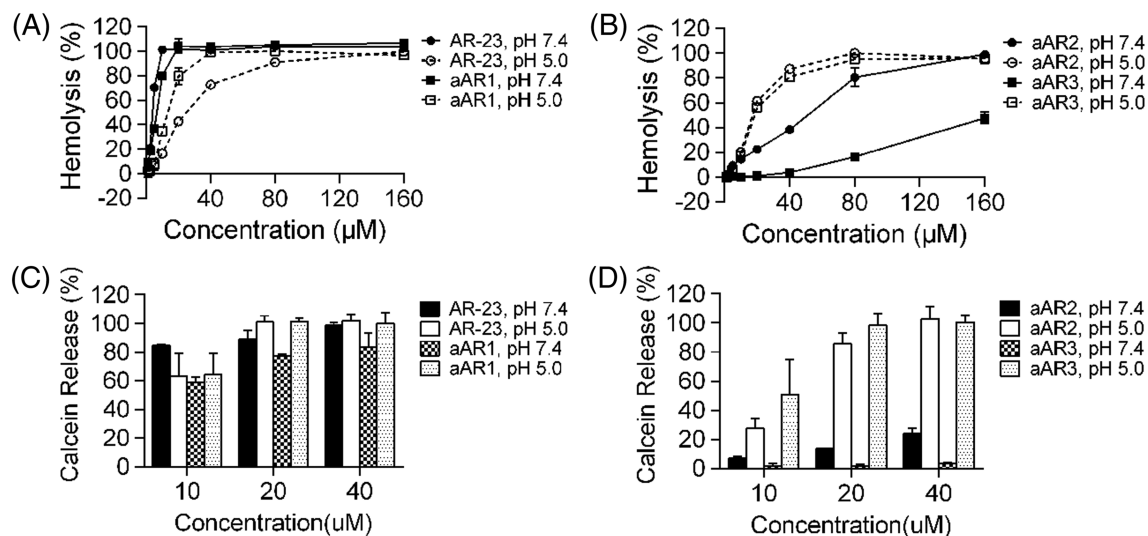 (A)
Hemolysis (%)
120
100
80
60
40
20
0
-20
40
80
120
160
Concentration (µM)
AR-23, pH 7.4
AR-23, pH 5.0
aAR1, pH 7.4
aAR1, pH 5.0
(B)
Hemolysis (%)
120
100
80
60
40
20
0
-20
40
80
120
160
Concentration (µM)
aAR2, pH 7.4
aAR2, pH 5.0
aAR3, pH 7.4
aAR3, pH 5.0
(C)
Calcein Release (%)
120
100
80
60
40
20
0
10
20
40
Concentration(uM)
AR-23, pH 7.4
AR-23, pH 5.0
aAR1, pH 7.4
aAR1, pH 5.0
(D)
Calcein Release (%)
120
100
80
60
40
20
0
10
20
40
Concentration(uM)
aAR2, pH 7.4
aAR2, pH 5.0
aAR3, pH 7.4
aAR3, pH 5.0